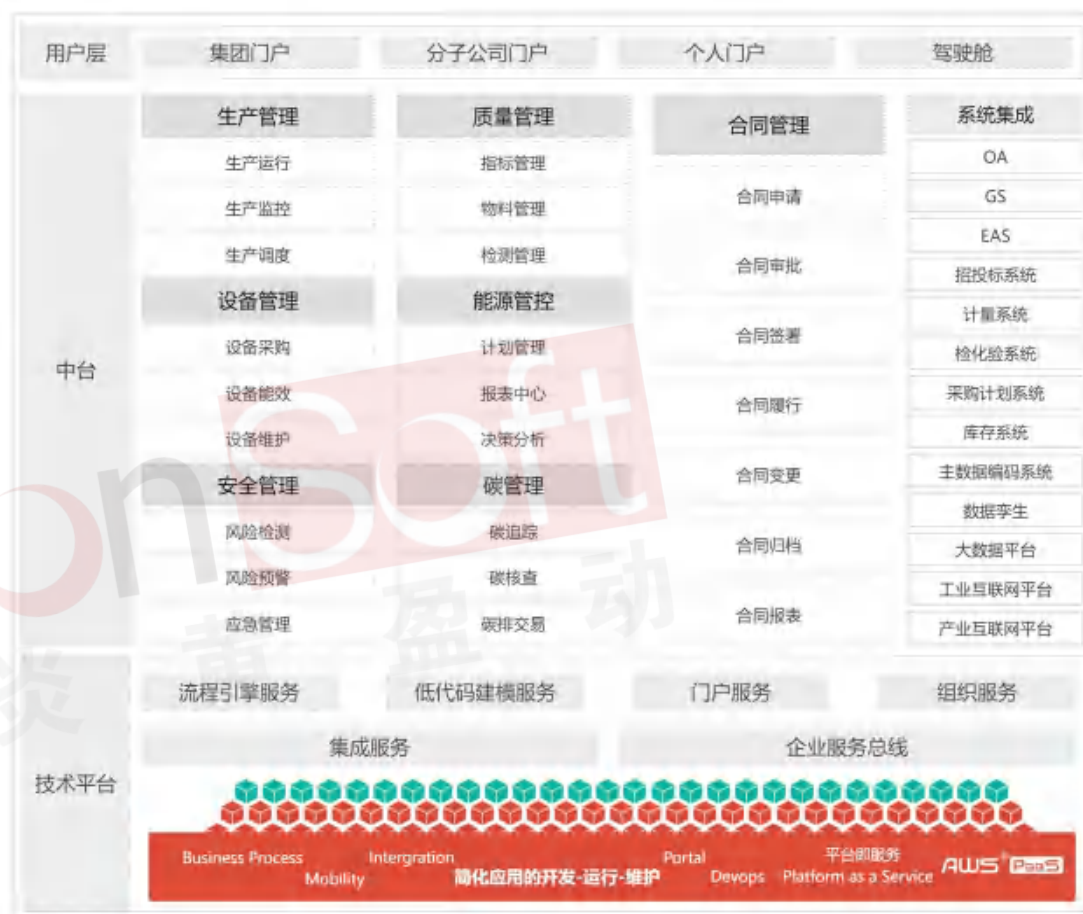 用户层
集团门户
分子公司门户
个人门户
驾驶舱
中台
生产管理
生产运行
生产监控
生产调度
设备管理
设备采购
设备能效
设备维护
安全管理
风险检测
风险预警
应急管理
质量管理
指标管理
物料管理
检测管理
能源管控
计划管理
报表中心
决策分析
碳管理
碳追踪
碳核查
碳排交易
合同管理
合同申请
合同审批
合同签署
合同履行
合同变更
合同归档
合同报表
系统集成
OA
GS
EAS
招投标系统
计量系统
检化验系统
采购计划系统
库存系统
主数据编码系统
数据孪生
大数据平台
工业互联网平台
产业互联网平台
技术平台
流程引擎服务
低代码建模服务
门户服务
组织服务
集成服务
企业服务总线
Business Process
Intergration
Portal
平台即服务
Mobility
简化应用的开发-运行-维护
Devops
Platform as a Service
AWS PaaS
onSoft
盈动